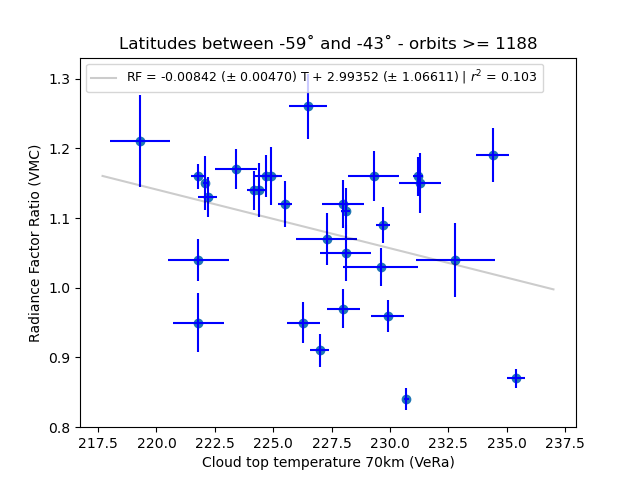 Latitudes between -59˚ and -43˚ - orbits >= 1188
RF = -0.00842 (± 0.00470) T + 2.99352 (± 1.06611) | r² = 0.103
Radiance Factor Ratio (VMC)
1.3
1.2
1.1
1.0
0.9
0.8
217.5 220.0 222.5 225.0 227.5 230.0 232.5 235.0 237.5
Cloud top temperature 70km (VeRa)